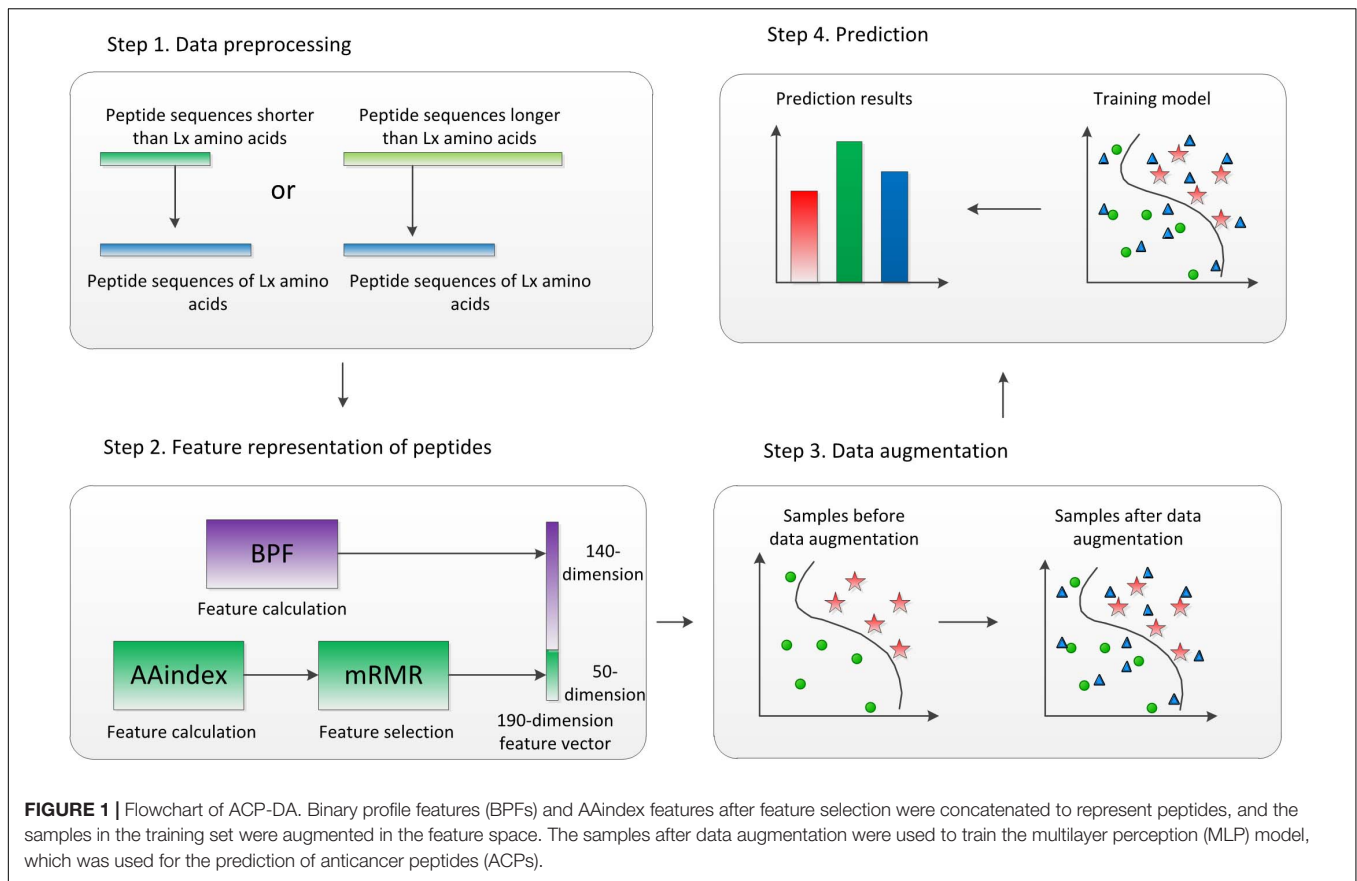 Step 1. Data preprocessing
Peptide sequences shorter
than Lx amino acids
Peptide sequences longer
than Lx amino acids
or
Peptide sequences of Lx amino
acids
Peptide sequences of Lx amino
acids
Step 2. Feature representation of peptides
BPF
Feature calculation
140-
dimension
AAindex
Feature calculation
mRMR
Feature selection
50-
dimension
190-dimension
feature vector
Step 3. Data augmentation
Samples before
data augmentation
Samples after data
augmentation
Step 4. Prediction
Prediction results
Training model
FIGURE 1 | Flowchart of ACP-DA. Binary profile features (BPFs) and AAindex features after feature selection were concatenated to represent peptides, and the
samples in the training set were augmented in the feature space. The samples after data augmentation were used to train the multilayer perception (MLP) model,
which was used for the prediction of anticancer peptides (ACPs).